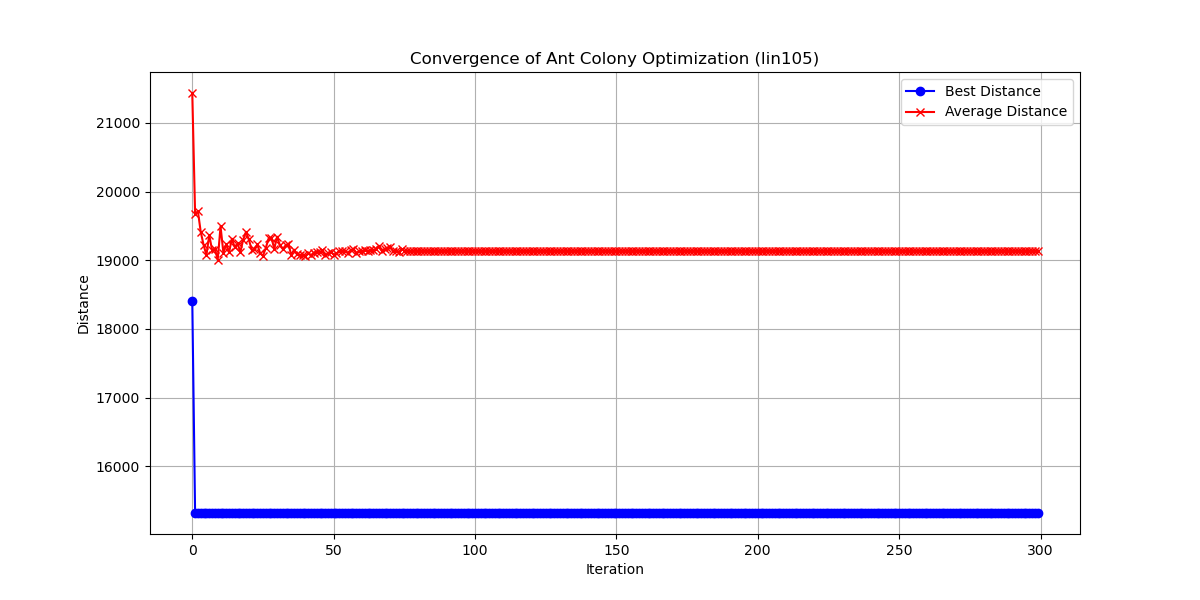 Convergence of Ant Colony Optimization (lin105)
Best Distance
Average Distance
21000
20000
19000
18000
17000
16000
Distance
0 50 100 150 200 250 300
Iteration